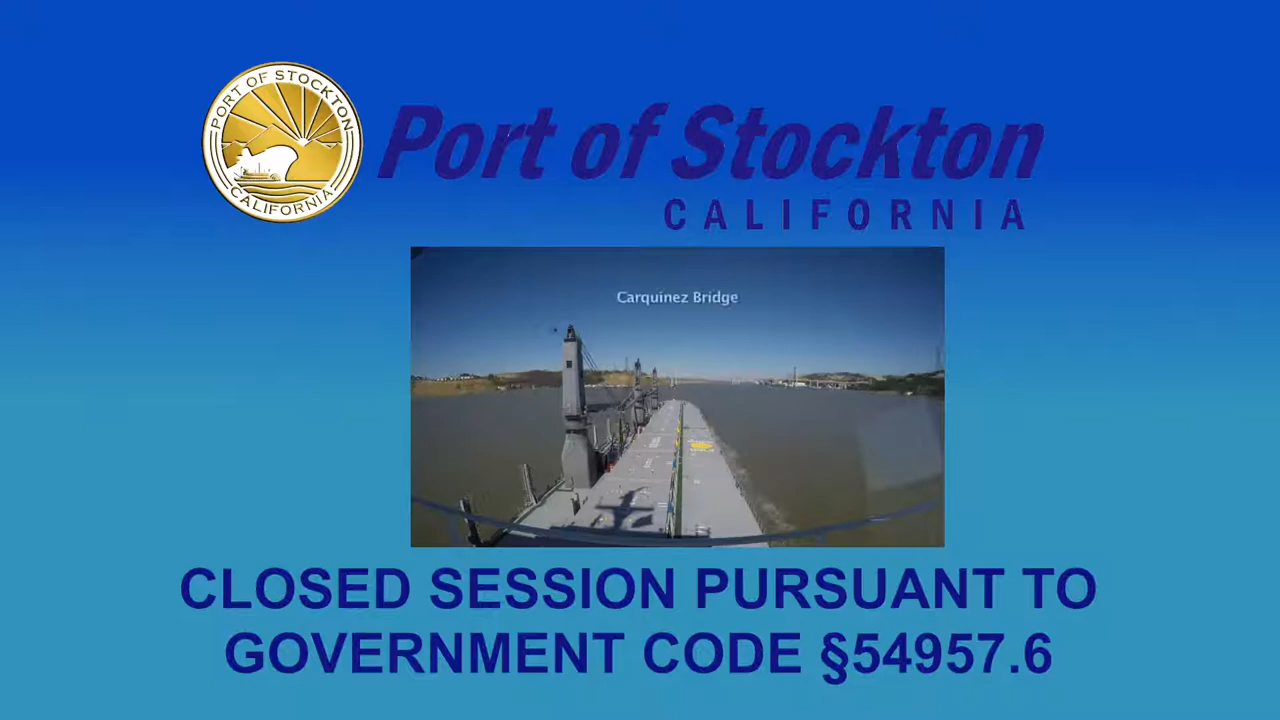 PORT OF STOCKTON
CALIFORNIA
Port of Stockton
CALIFORNIA
Carquinez Bridge
CLOSED SESSION PURSUANT TO
GOVERNMENT CODE §54957.6